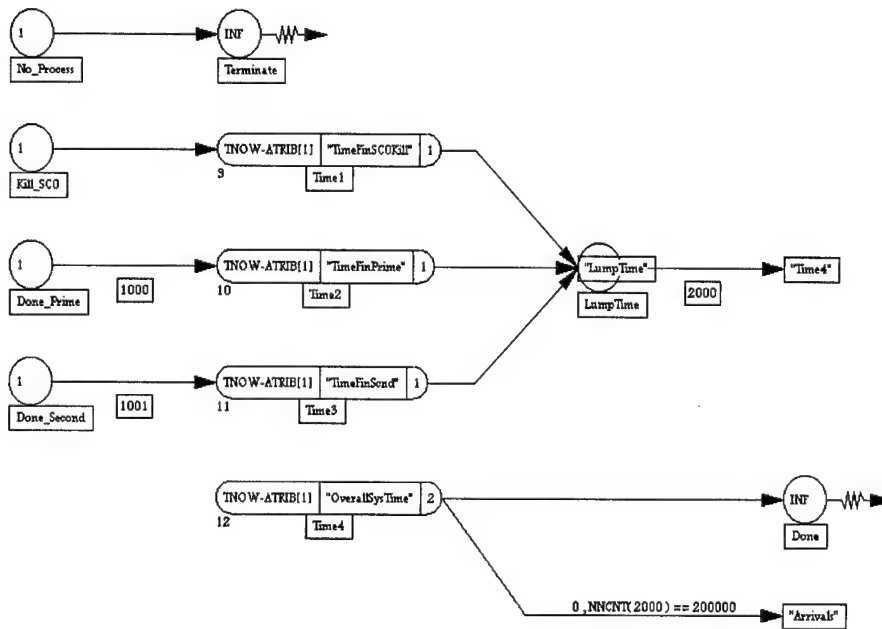 1
No_Process
INF
Terminate
1
Kill_SC0
TNOW-ATRIB[1] "TimeFinSC0Kill" 1
9
Time1
1
Done_Prime
1000
TNOW-ATRIB[1] "TimeFinPrime" 1
10
Time2
"LumpTime"
LumpTime
2000
"Time4"
1
Done_Second
1001
TNOW-ATRIB[1] "TimeFinScnd" 1
11
Time3
TNOW-ATRIB[1] "OverallSysTime" 2
12
Time4
INF
Done
0,NNCNT(2000) == 200000
"Arrivals"